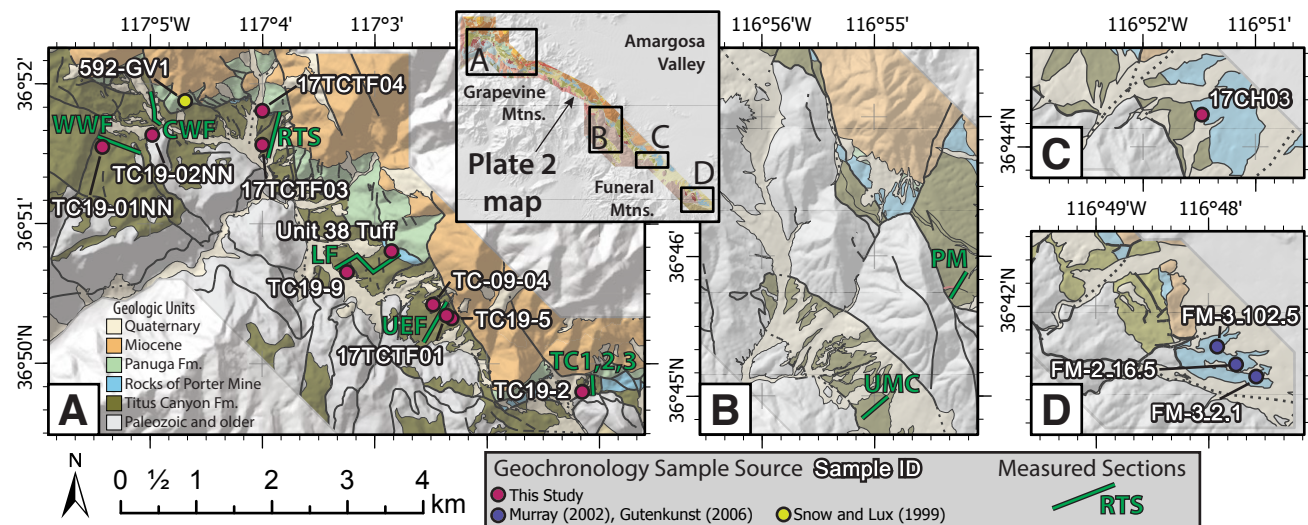 117°5'W 117°4' 117°3'
116°56'W 116°55'
116°52'W 116°51'
36°52'
36°51'
36°50'N
592-GV1
17TCTF04
WWF
CWF
RTS
TC19-02NN
17TCTF03
TC19-01NN
Unit 38 Tuff
LF
TC19-9
TC-09-04
TC19-5
UEF
17TCTF01
TC1,2,3
TC19-2
Geologic Units
Quaternary
Miocene
Panuga Fm.
Rocks of Porter Mine
Titus Canyon Fm.
Paleozoic and older
A
A
Amargosa
Valley
Grapevine
Mtns.
B
C
Plate 2
map
D
Funeral
Mtns.
36°46'
36°45'N
PM
UMC
B
17CH03
36°44'N
C
116°49'W 116°48'
36°42'N
FM-3_102.5
FM-2_16.5
FM-3.2.1
D
N
0 ½ 1 2 3 4
km
Geochronology Sample Source Sample ID Measured Sections
This Study
RTS
Murray (2002), Gutenkunst (2006) Snow and Lux (1999)